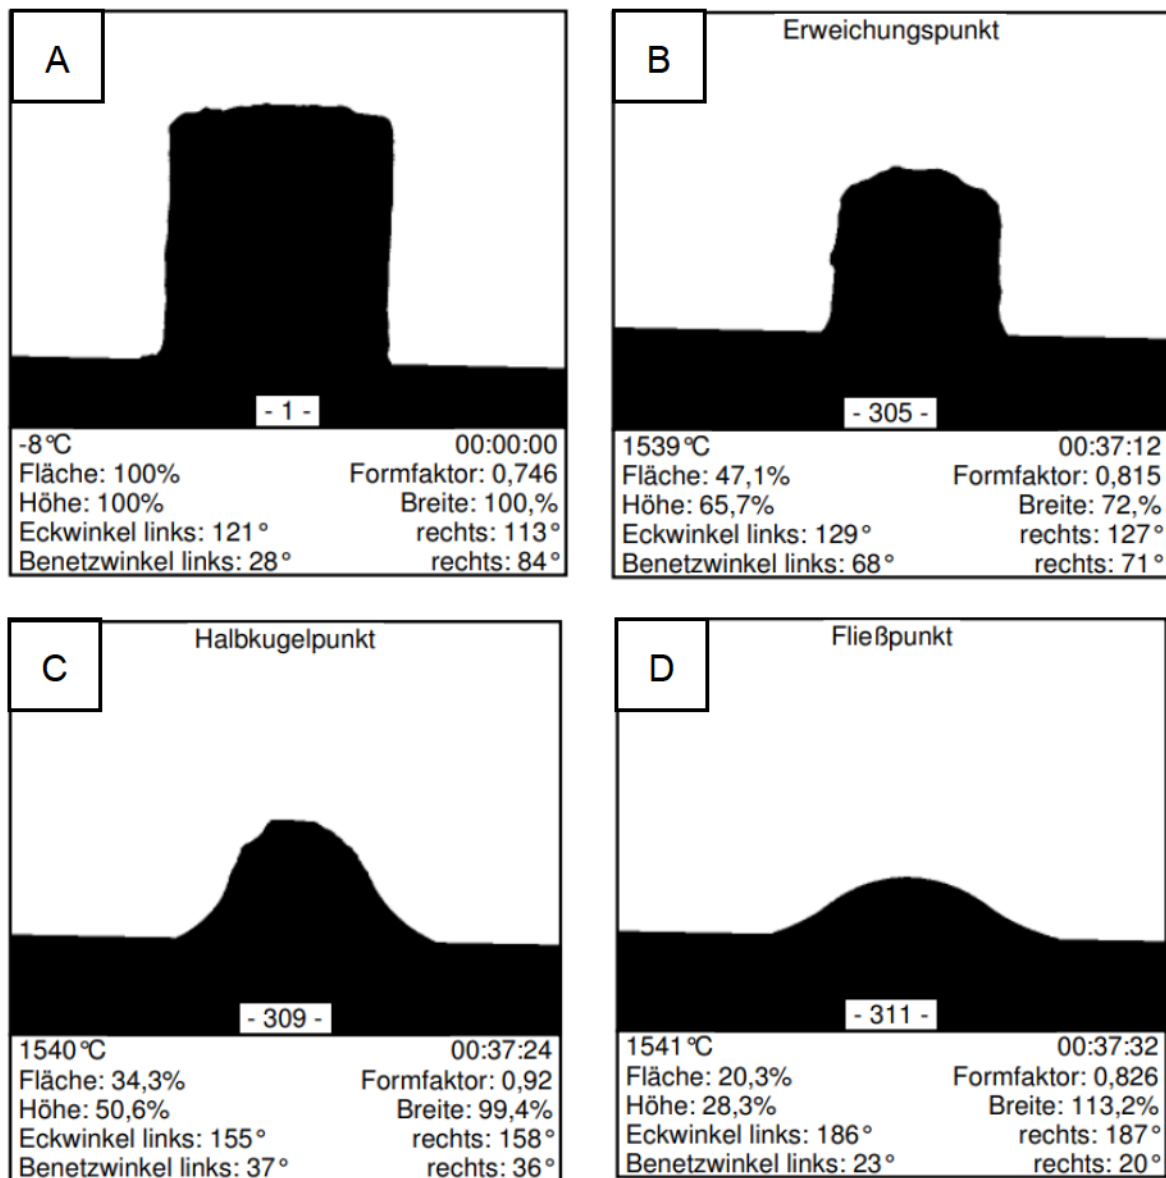 A
- 1 -
-8°C 00:00:00
Fläche: 100% Formfaktor: 0,746
Höhe: 100% Breite: 100,%
Eckwinkel links: 121° rechts: 113°
Benetzwinkel links: 28° rechts: 84°
B
Erweichungspunkt
- 305 -
1539°C 00:37:12
Fläche: 47,1% Formfaktor: 0,815
Höhe: 65,7% Breite: 72,%
Eckwinkel links: 129° rechts: 127°
Benetzwinkel links: 68° rechts: 71°
C
Halbkugelpunkt
- 309 -
1540°C 00:37:24
Fläche: 34,3% Formfaktor: 0,92
Höhe: 50,6% Breite: 99,4%
Eckwinkel links: 155° rechts: 158°
Benetzwinkel links: 37° rechts: 36°
D
Fließpunkt
- 311 -
1541°C 00:37:32
Fläche: 20,3% Formfaktor: 0,826
Höhe: 28,3% Breite: 113,2%
Eckwinkel links: 186° rechts: 187°
Benetzwinkel links: 23° rechts: 20°